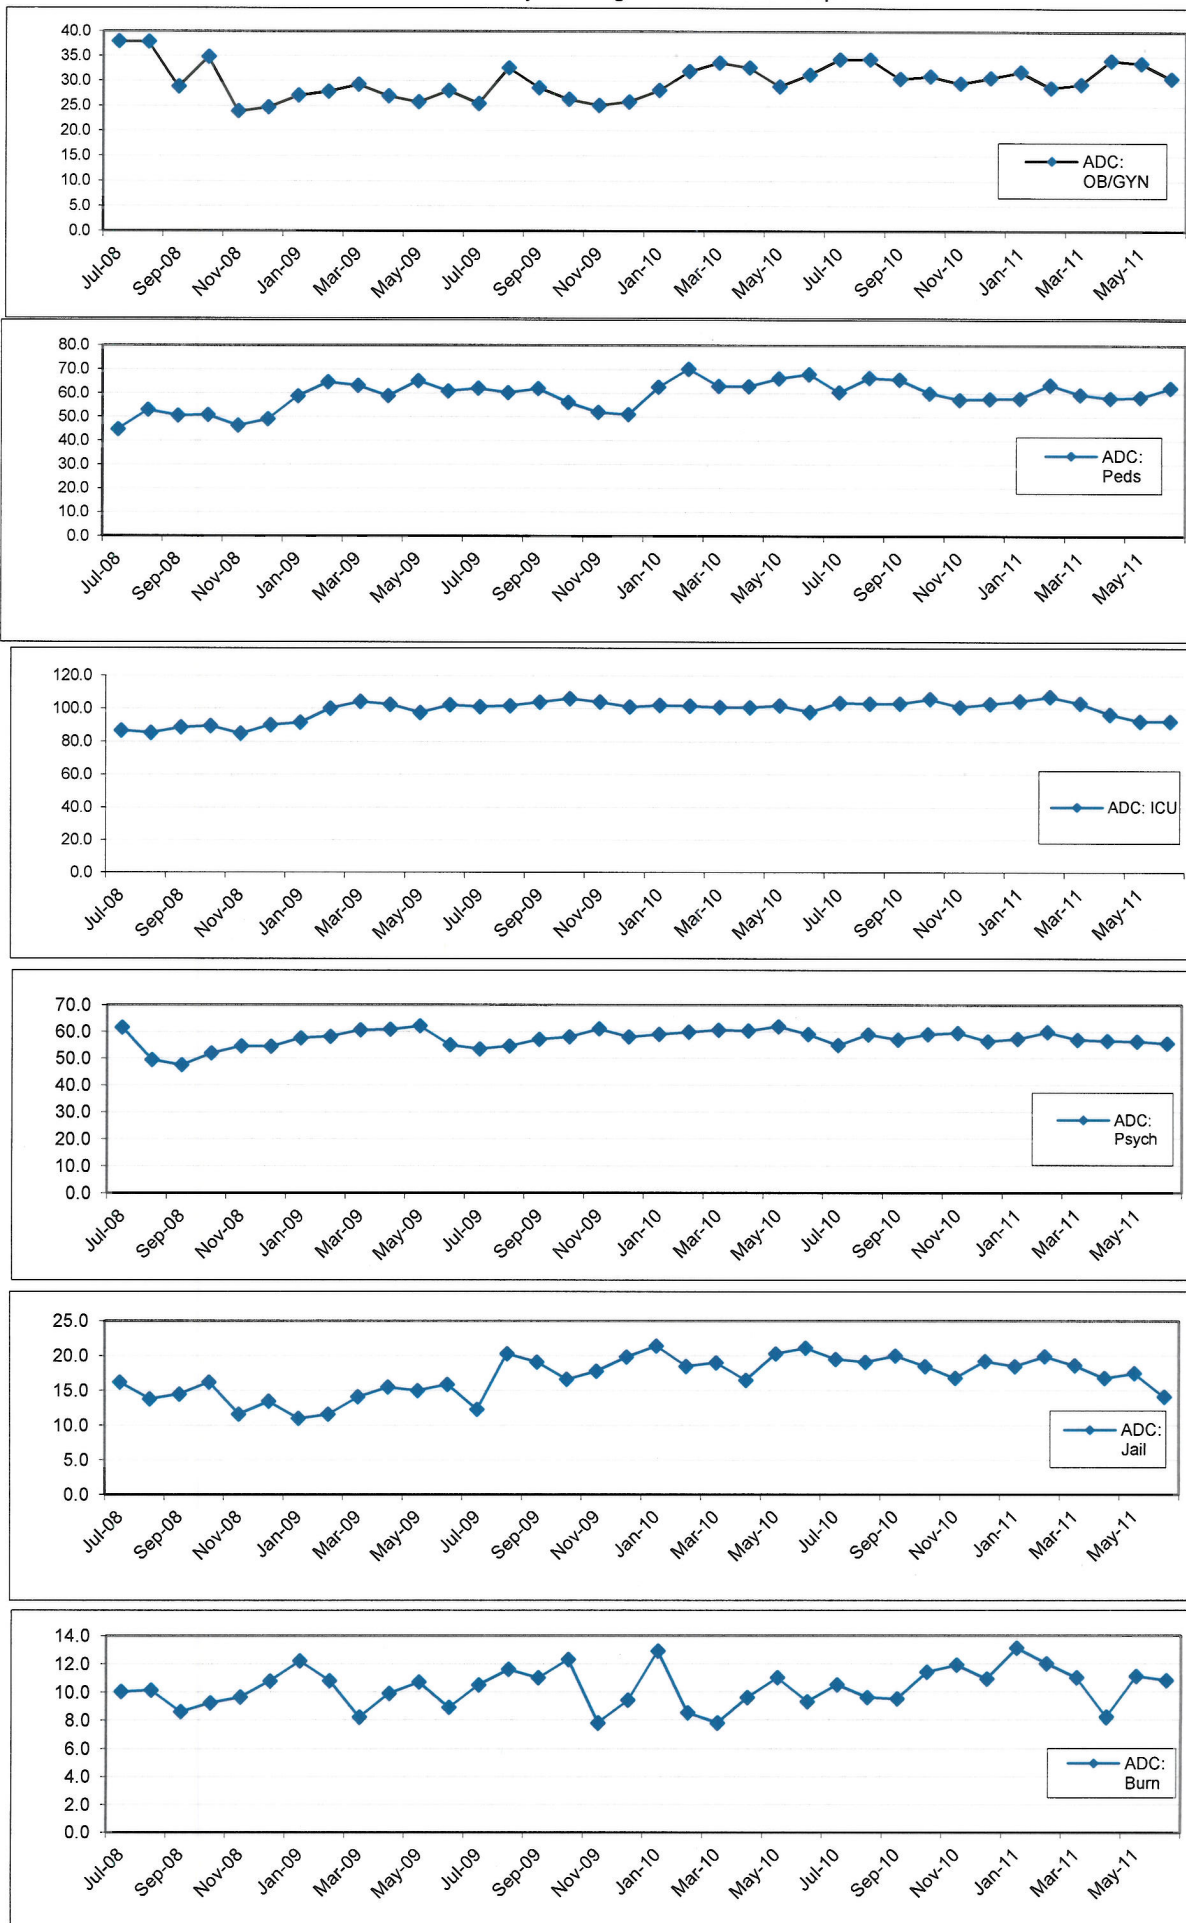 40.0
35.0
30.0
25.0
20.0
15.0
10.0
5.0
0.0
ADC:
OB/GYN
Jul-08 Sep-08 Nov-08 Jan-09 Mar-09 May-09 Jul-09 Sep-09 Nov-09 Jan-10 Mar-10 May-10 Jul-10 Sep-10 Nov-10 Jan-11 Mar-11 May-11
80.0
70.0
60.0
50.0
40.0
30.0
20.0
10.0
0.0
ADC:
Peds
Jul-08 Sep-08 Nov-08 Jan-09 Mar-09 May-09 Jul-09 Sep-09 Nov-09 Jan-10 Mar-10 May-10 Jul-10 Sep-10 Nov-10 Jan-11 Mar-11 May-11
120.0
100.0
80.0
60.0
40.0
20.0
0.0
ADC: ICU
Jul-08 Sep-08 Nov-08 Jan-09 Mar-09 May-09 Jul-09 Sep-09 Nov-09 Jan-10 Mar-10 May-10 Jul-10 Sep-10 Nov-10 Jan-11 Mar-11 May-11
70.0
60.0
50.0
40.0
30.0
20.0
10.0
0.0
ADC:
Psych
Jul-08 Sep-08 Nov-08 Jan-09 Mar-09 May-09 Jul-09 Sep-09 Nov-09 Jan-10 Mar-10 May-10 Jul-10 Sep-10 Nov-10 Jan-11 Mar-11 May-11
25.0
20.0
15.0
10.0
5.0
0.0
ADC:
Jail
Jul-08 Sep-08 Nov-08 Jan-09 Mar-09 May-09 Jul-09 Sep-09 Nov-09 Jan-10 Mar-10 May-10 Jul-10 Sep-10 Nov-10 Jan-11 Mar-11 May-11
14.0
12.0
10.0
8.0
6.0
4.0
2.0
0.0
ADC:
Burn
Jul-08 Sep-08 Nov-08 Jan-09 Mar-09 May-09 Jul-09 Sep-09 Nov-09 Jan-10 Mar-10 May-10 Jul-10 Sep-10 Nov-10 Jan-11 Mar-11 May-11